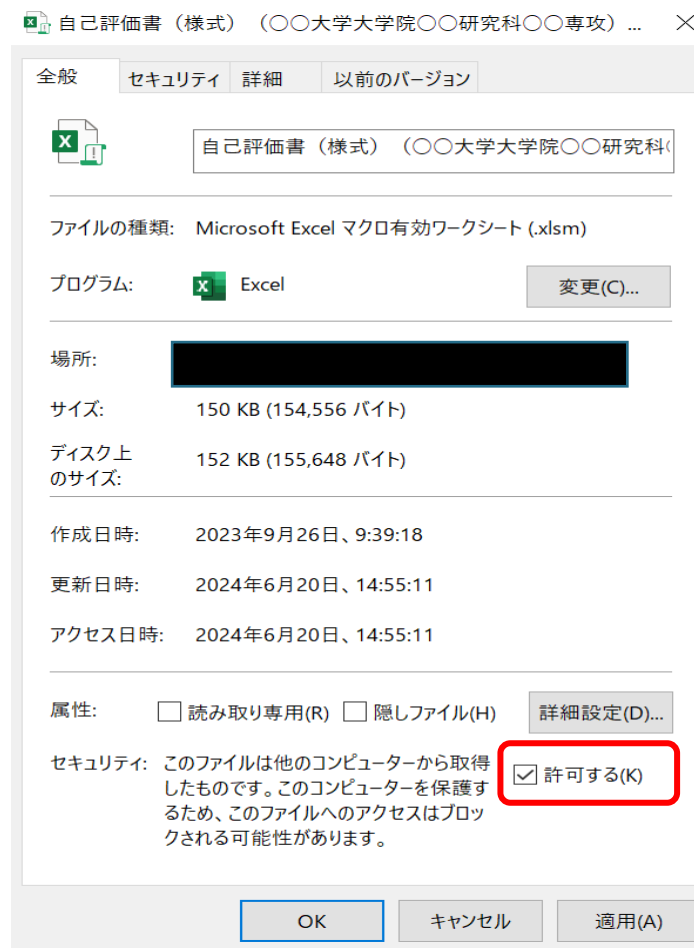 自己評価書（様式）（○○大学大学院○○研究科○○専攻）...
全般 セキュリティ 詳細 以前のバージョン
自己評価書（様式）（○○大学大学院○○研究科
ファイルの種類: Microsoft Excel マクロ有効ワークシート (.xlsm)
プログラム: Excel 変更(C)...
場所:
サイズ: 150 KB (154,556 バイト)
ディスク上
のサイズ: 152 KB (155,648 バイト)
作成日時: 2023年9月26日、9:39:18
更新日時: 2024年6月20日、14:55:11
アクセス日時: 2024年6月20日、14:55:11
属性: 読み取り専用(R) 隠しファイル(H) 詳細設定(D)...
セキュリティ: このファイルは他のコンピューターから取得
したものです。このコンピューターを保護す
るため、このファイルへのアクセスはブロッ
クされる可能性があります。
許可する(K)
OK キャンセル 適用(A)